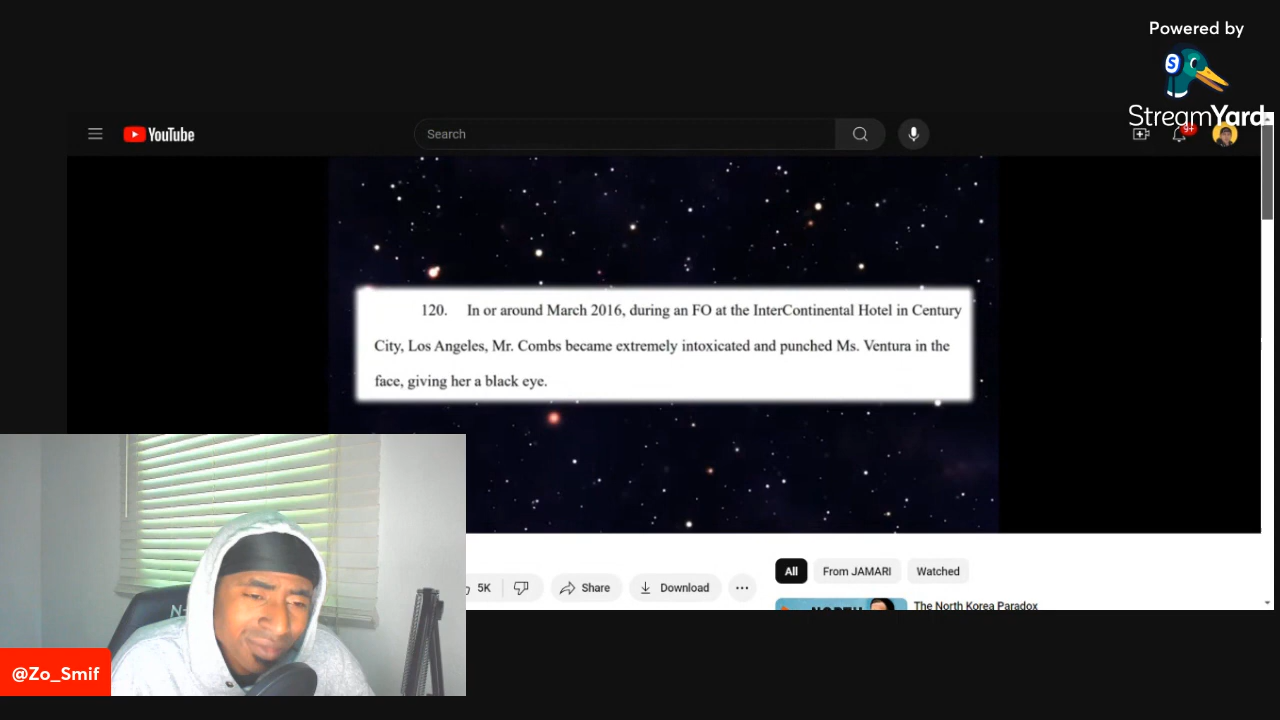 Powered by
StreamYard
YouTube
Search
9+
120. In or around March 2016, during an FO at the InterContinental Hotel in Century
City, Los Angeles, Mr. Combs became extremely intoxicated and punched Ms. Ventura in the
face, giving her a black eye.
5K
Share
Download
All
From JAMARI
Watched
The North Korea Paradox
NORTH
@Zo_Smif